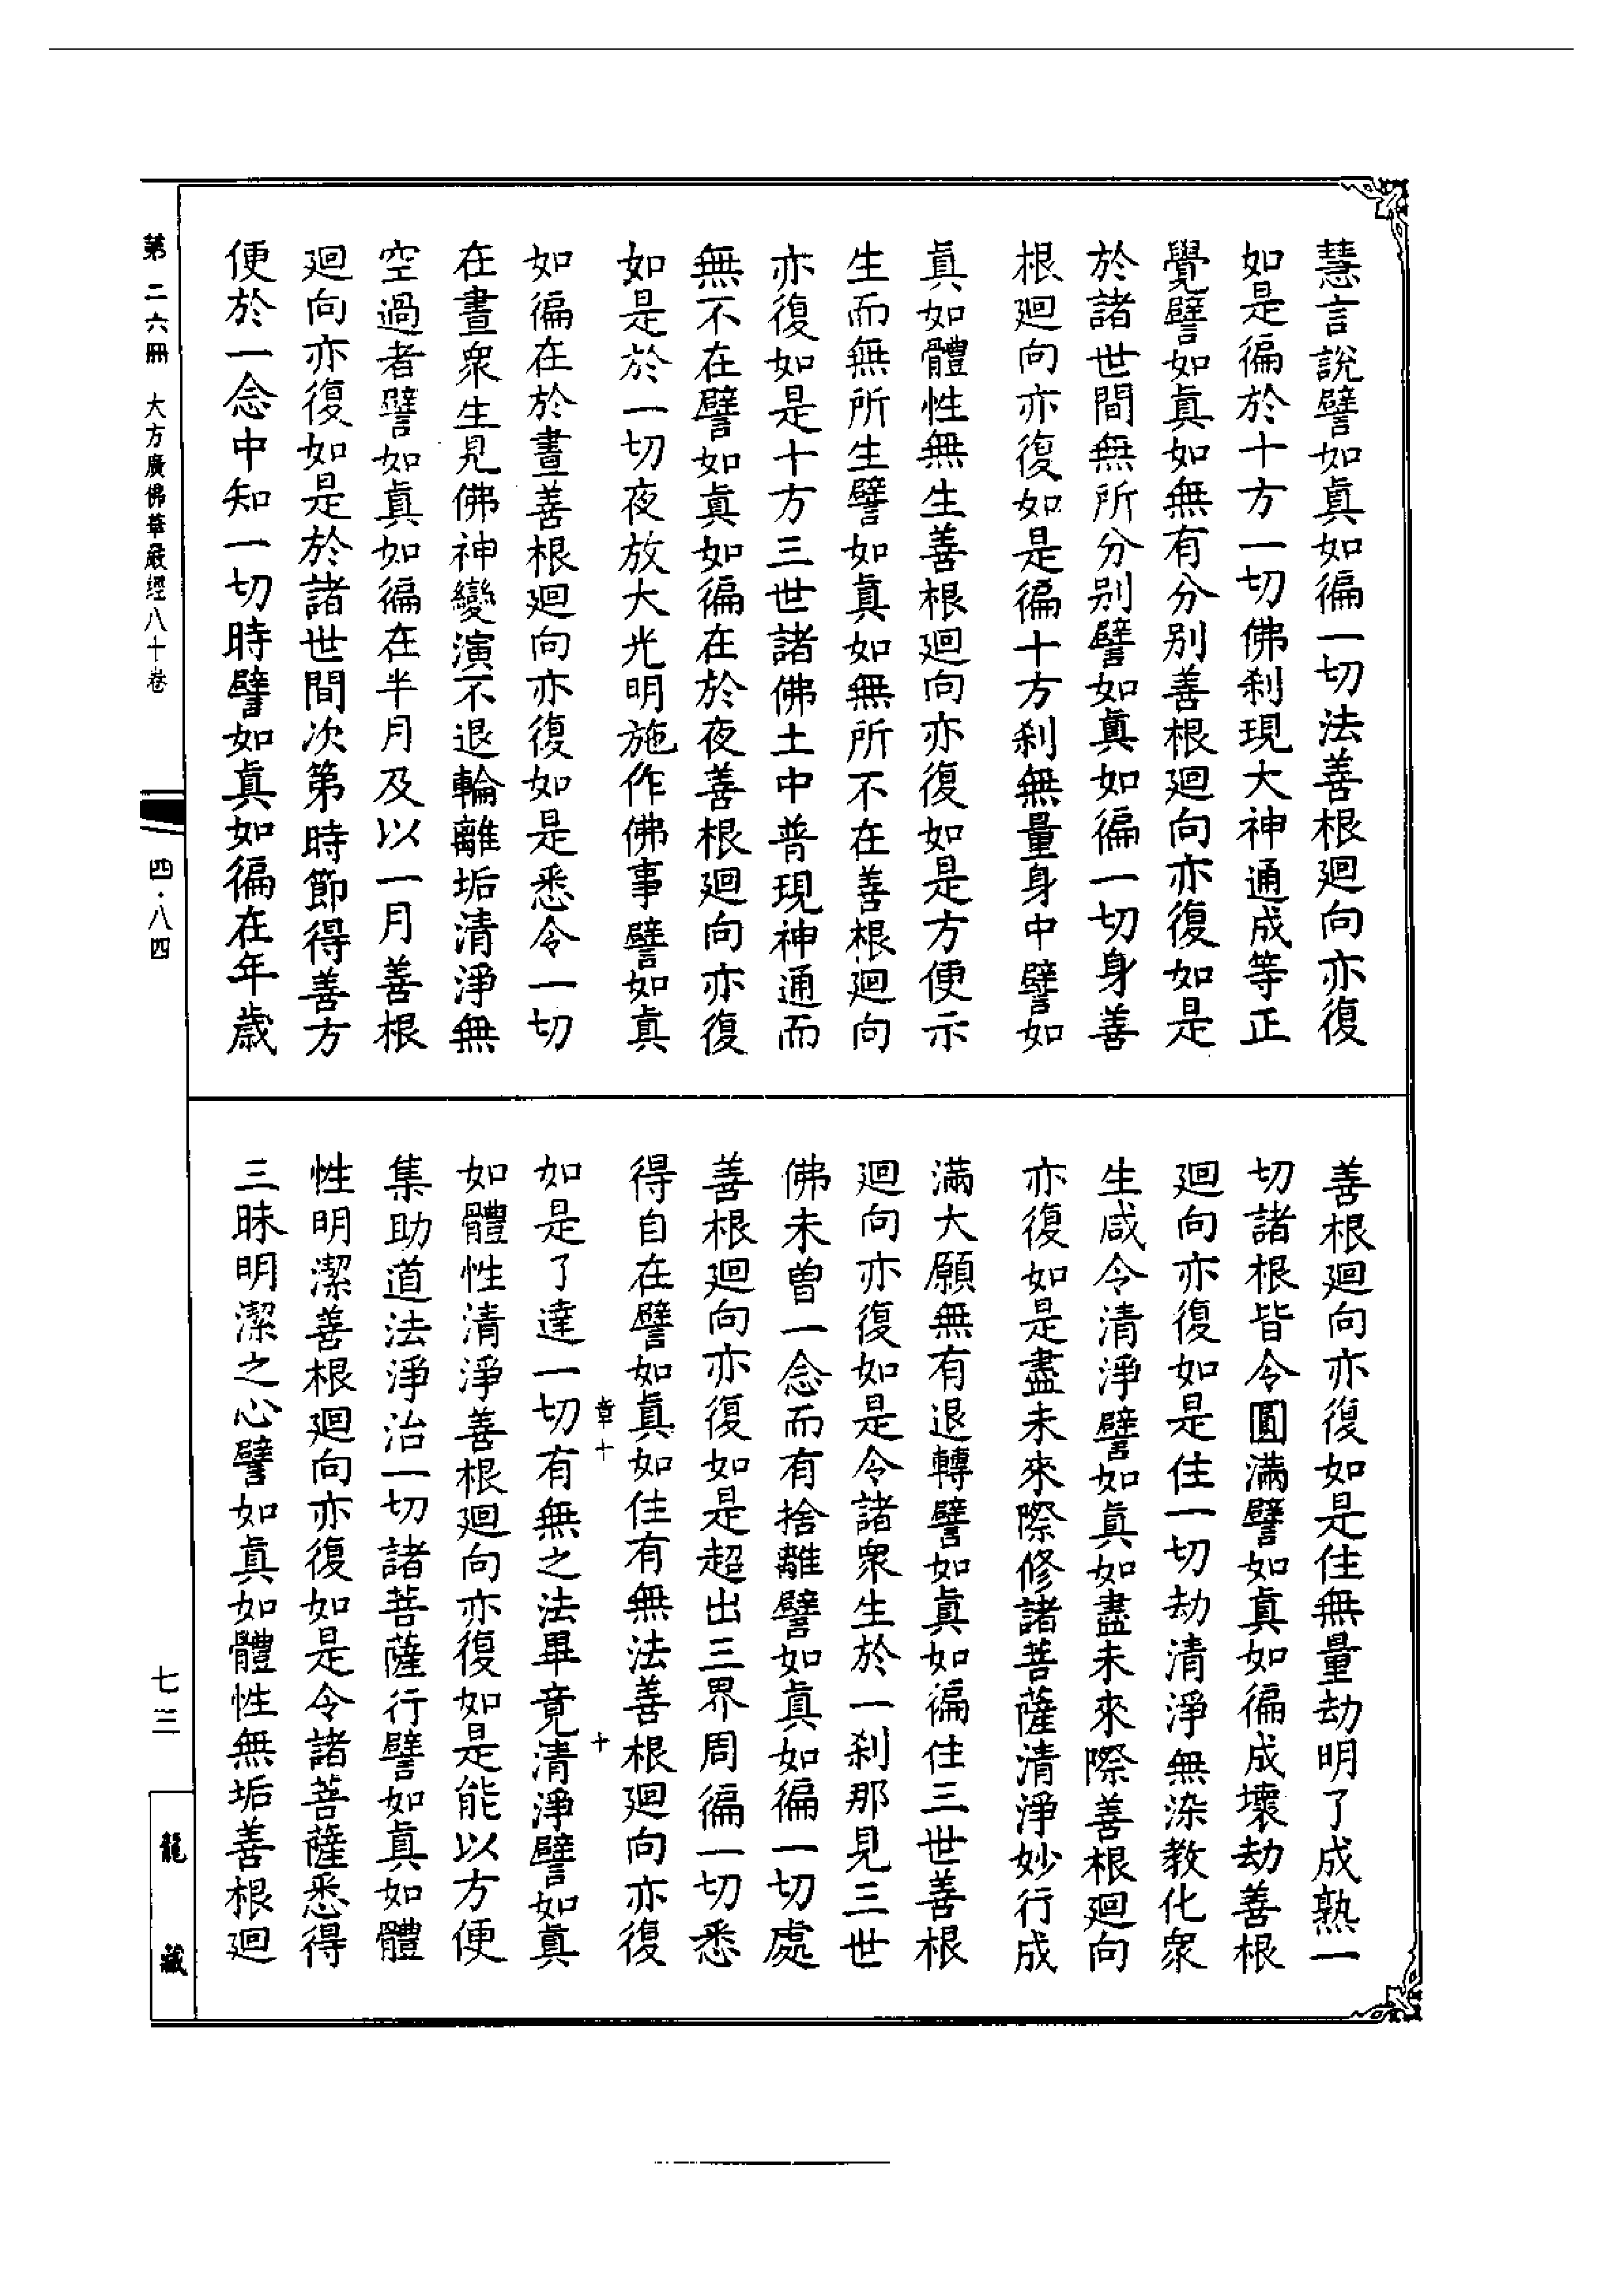 慧言說譬如真如徧一切法善根廻向亦復
如是徧於十方一切佛剎現大神通成等正
覺譬如真如無有分別善根廻向亦復如是
於諸世間無所分別譬如真如徧一切身善
根廻向亦復如是徧十方剎無量身中譬如
真如體性無生善根廻向亦復如是方便示
生而無所生譬如真如無所不在善根廻向
亦復如是十方三世諸佛土中普現神通而
無不在譬如真如徧在於夜善根廻向亦復
如是於一切夜放大光明施作佛事譬如真
如徧在於晝善根廻向亦復如是悉令一切
在晝衆生見佛神變演不退輪離垢清淨無
空過者譬如真如徧在半月及以一月善根
廻向亦復如是於諸世間次第時節得善方
便於一念中知一切時譬如真如徧在年歲
善根廻向亦復如是住無量劫明了成熟一
切諸根皆令圓滿譬如真如徧成壞劫善根
廻向亦復如是住一切劫清淨無染教化衆
生咸令清淨譬如真如盡未來際善根廻向
亦復如是盡未來際修諸菩薩清淨妙行成
滿大願無有退轉譬如真如徧住三世善根
廻向亦復如是令諸衆生於一剎那見三世
佛未曾一念而有捨離譬如真如徧一切處
善根廻向亦復如是超出三界周徧一切悉
得自在譬如真如住有無法善根廻向亦復
章十 十
如是了達一切有無之法畢竟清淨譬如真
如體性清淨善根廻向亦復如是能以方便
集助道法淨治一切諸菩薩行譬如真如體
性明潔善根廻向亦復如是令諸菩薩悉得
三昧明潔之心譬如真如體性無垢善根廻
第二六冊 大方廣佛華嚴經八十卷
四·八四
七三
龍藏